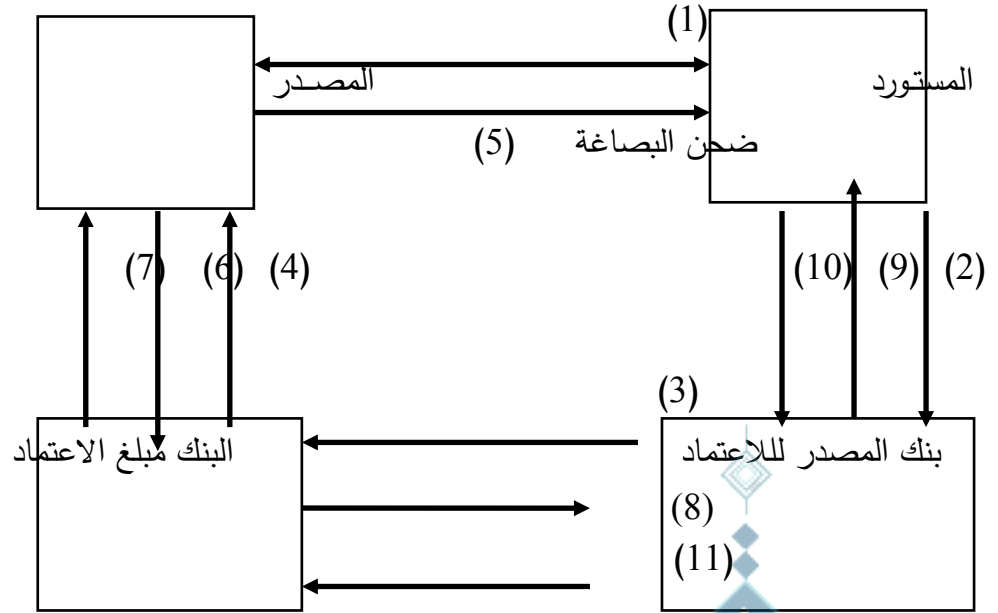 (1)
المستورد
المصدر
ضحن البصاغة (5)
(2) (9) (10)
(4) (6) (7)
(3)
بنك المصدر لللاعتماد
البنك مبلغ الاعتماد
(8)
(11)